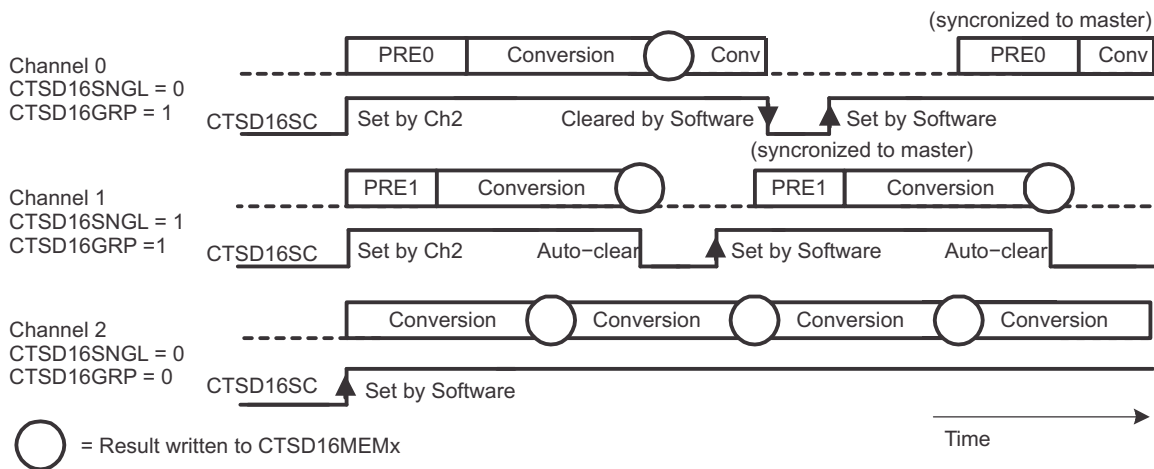 (syncronized to master)
PRE0 Conversion Conv PRE0 Conv
Channel 0
CTSD16SNGL = 0
CTSD16GRP = 1
CTSD16SC Set by Ch2 Cleared by Software Set by Software
(syncronized to master)
PRE1 Conversion PRE1 Conversion
Channel 1
CTSD16SNGL = 1
CTSD16GRP =1
CTSD16SC Set by Ch2 Auto−clear Set by Software Auto−clear
Conversion Conversion Conversion Conversion
Channel 2
CTSD16SNGL = 0
CTSD16GRP = 0
CTSD16SC Set by Software
= Result written to CTSD16MEMx
Time